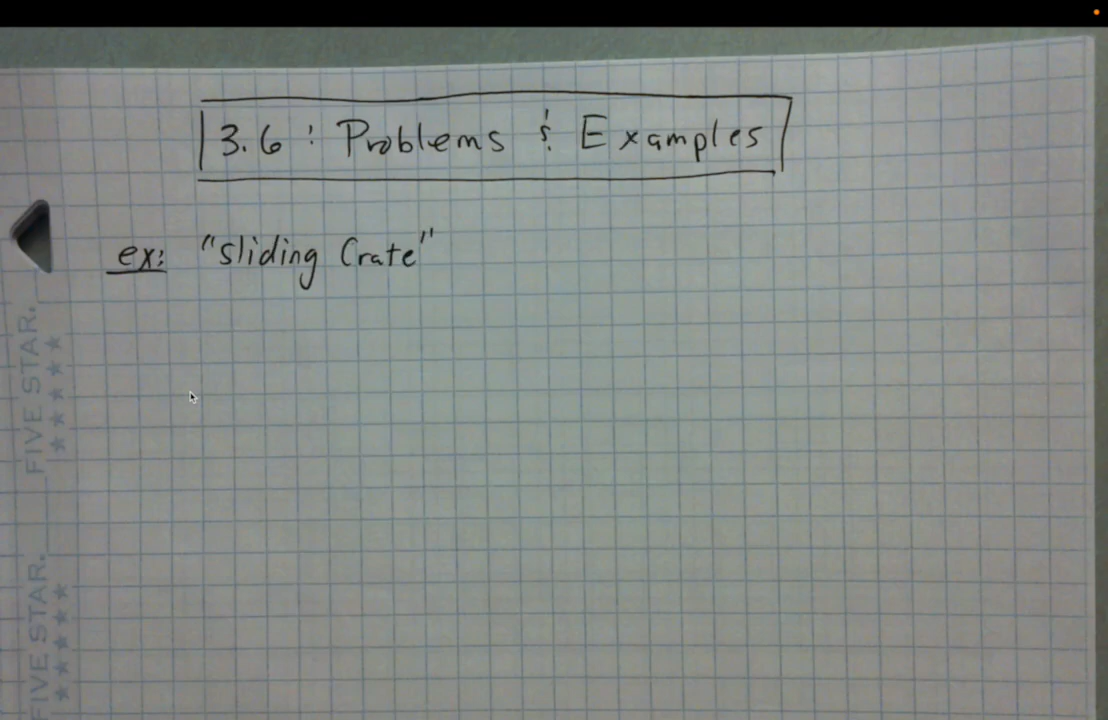 3.6 : Problems & Examples
ex: "Sliding Crate"
FIVE STAR.
FIVE STAR.